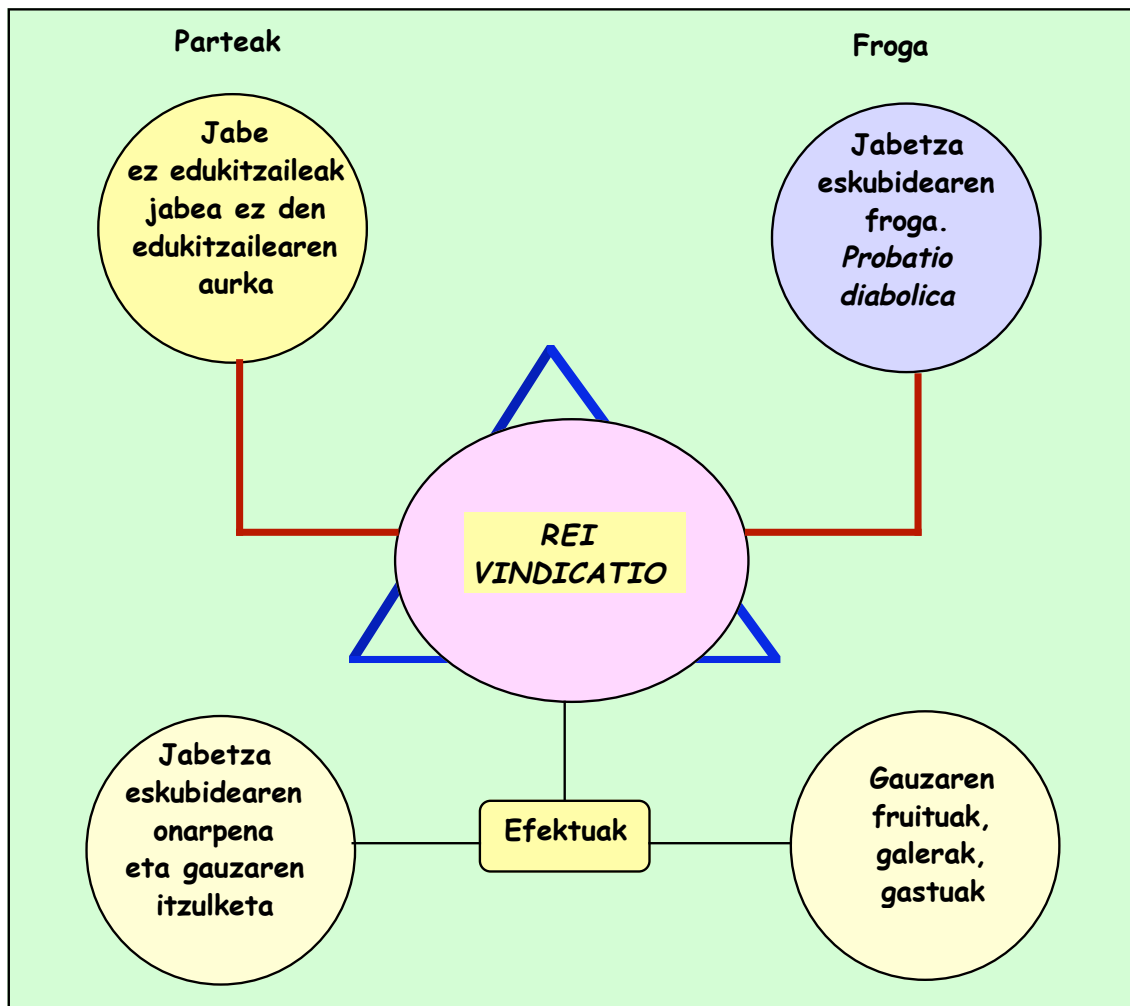 Parteak
Froga
Jabe
ez edukitzaileak
jabea ez den
edukitzailearen
aurka
Jabetza
eskubidearen
froga.
Probatio
diabolica
REI
VINDICATIO
Efektuak
Jabetza
eskubidearen
onarpena
eta gauzaren
itzulketa
Gauzaren
fruituak,
galerak,
gastuak